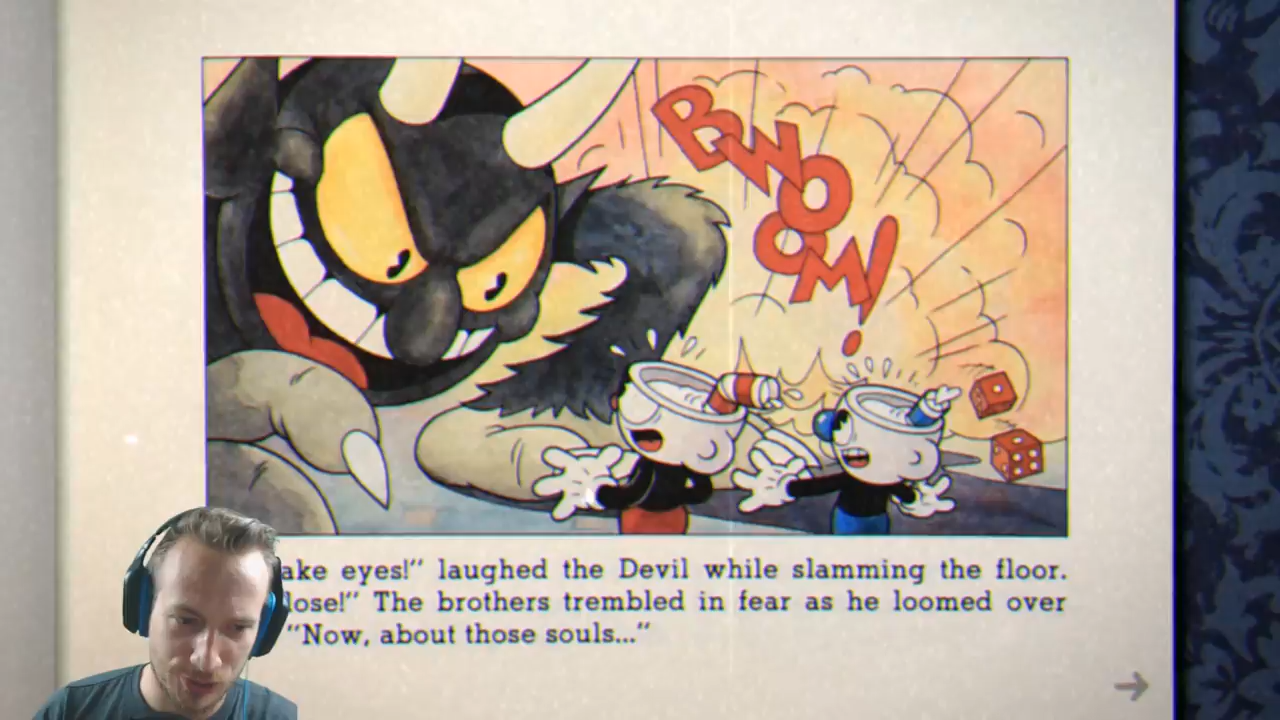 BWOOM!
ake eyes!" laughed the Devil while slamming the floor.
lose!" The brothers trembled in fear as he loomed over
"Now, about those souls..."